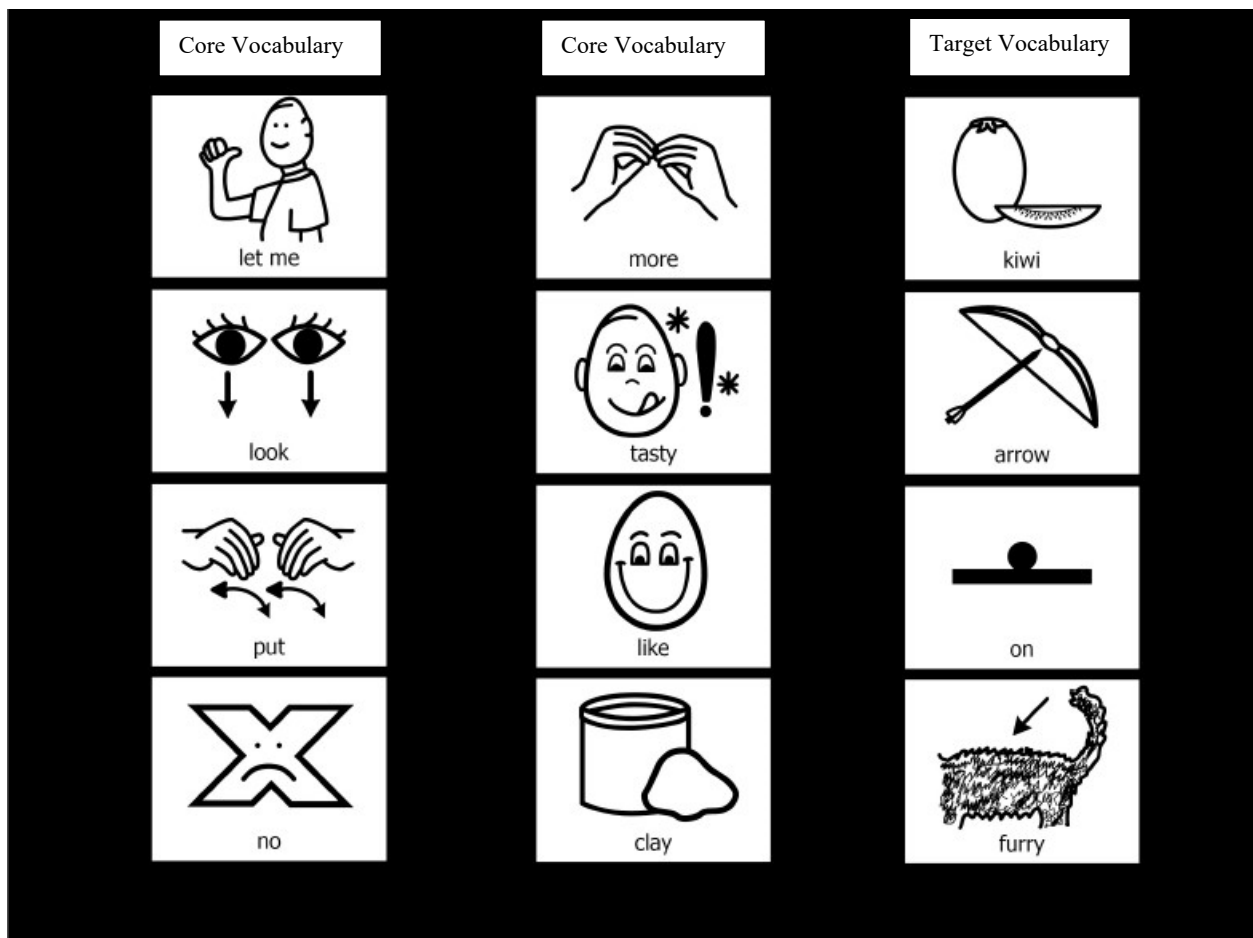 Core Vocabulary
Core Vocabulary
Target Vocabulary
let me
more
kiwi
look
tasty
arrow
put
like
on
no
clay
furry